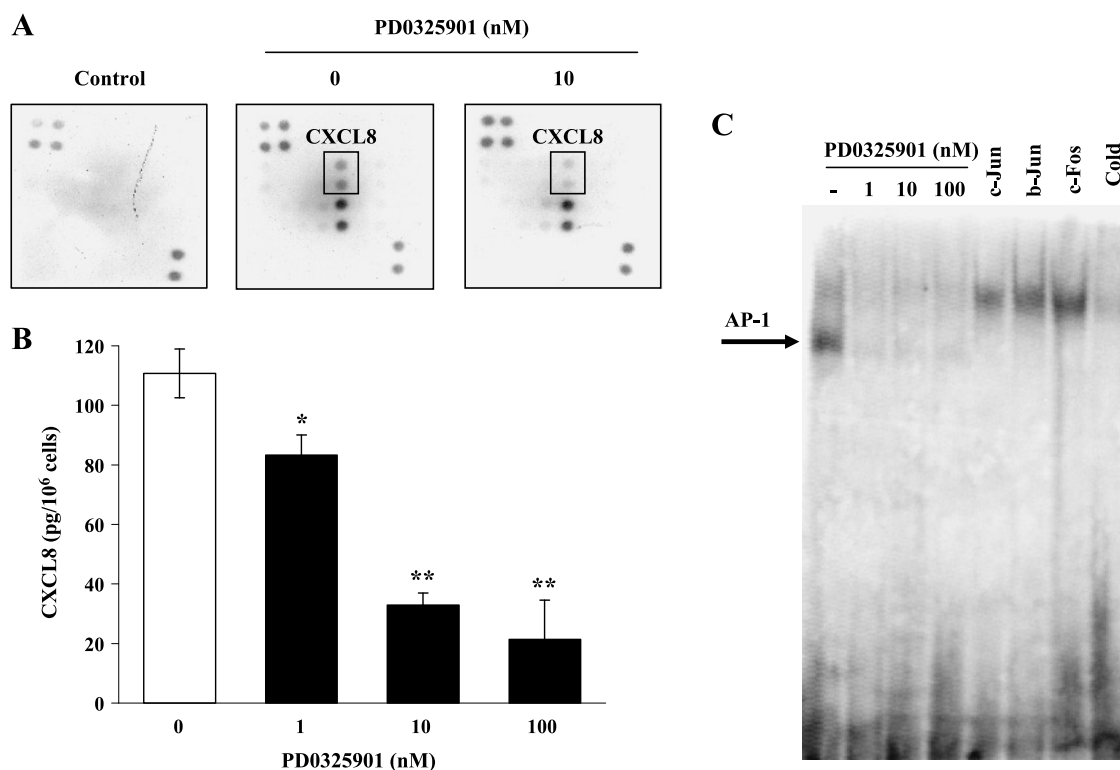 A
PD0325901 (nM)
Control
0
10
CXCL8
CXCL8
B
120
100
80
60
40
20
0
CXCL8 (pg/10⁶ cells)
*
**
**
0
1
10
100
PD0325901 (nM)
C
PD0325901 (nM)
-
1
10
100
c-Jun
b-Jun
c-Fos
Cold
AP-1